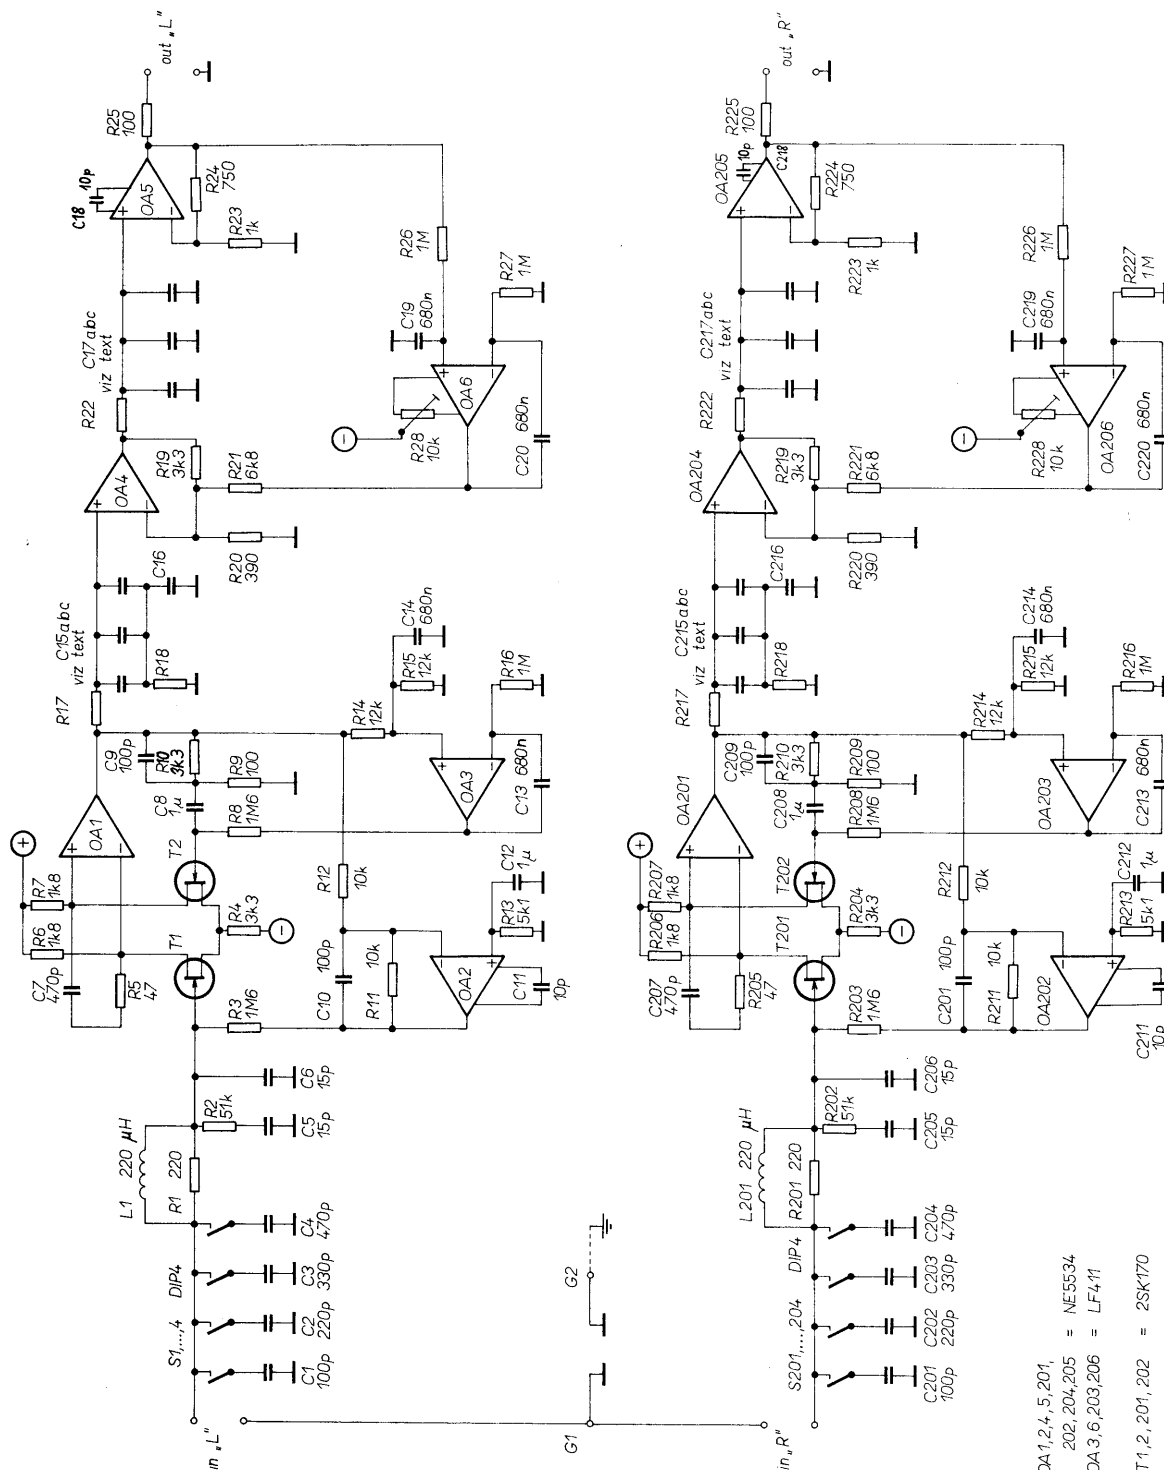 in „L"
S1,...,4 DIP4
C1
100p
C2
220p
C3
330p
C4
470p
L1 220 µH
R1 220
R2
51k
C5
15p
C6
15p
R3
1M6
C7
470p
R5
47
R6
1k8
R7
1k8
T1
T2
R4
3k3
OA1
C8
1µ
R8
1M6
R9
100
R10
3k3
C9
100p
C10
100p
R11
10k
R12
10k
OA2
C11
10p
R13
5k1
C12
1µ
OA3
C13 680n
R14
12k
R15
12k
C14
680n
R16
1M
R17
C15abc
viz text
R18
C16
OA4
R19
3k3
R20
390
R21
6k8
R22
C17abc
viz text
C18 10p
OA5
R23
1k
R24
750
R25
100
out „L"
R26
1M
C19
680n
R27
1M
OA6
R28
10k
C20 680n
G1
G2
in „R"
S201,...,204 DIP4
C201
100p
C202
220p
C203
330p
C204
470p
L201 220 µH
R201 220
R202
51k
C205
15p
C206
15p
R203
1M6
C207
470p
R205
47
R206
1k8
R207
1k8
T201
T202
R204
3k3
OA201
C208
1µ
R208
1M6
R209
100
R210
3k3
C209
100p
C201
100p
R211
10k
R212
10k
OA202
C211
10p
R213
5k1
C212
1µ
OA203
C213 680n
R214
12k
R215
12k
C214
680n
R216
1M
R217
C215abc
viz text
R218
C216
OA204
R219
3k3
R220
390
R221
6k8
R222
C217abc
viz text
OA205
10p
C218
R223
1k
R224
750
R225
100
out „R"
R226
1M
C219
680n
R227
1M
OA206
R228
10k
C220 680n
OA1,2,4,5,201,
202,204,205 = NE5534
OA3,6,203,206 = LF411
T1,2,201,202 = 2SK170